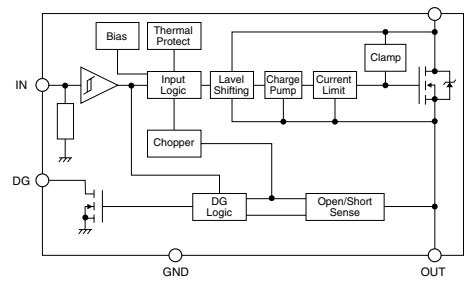 Bias
Thermal
Protect
IN
Input
Logic
Lavel
Shifting
Charge
Pump
Current
Limit
Clamp
Chopper
DG
DG
Logic
Open/Short
Sense
GND
OUT